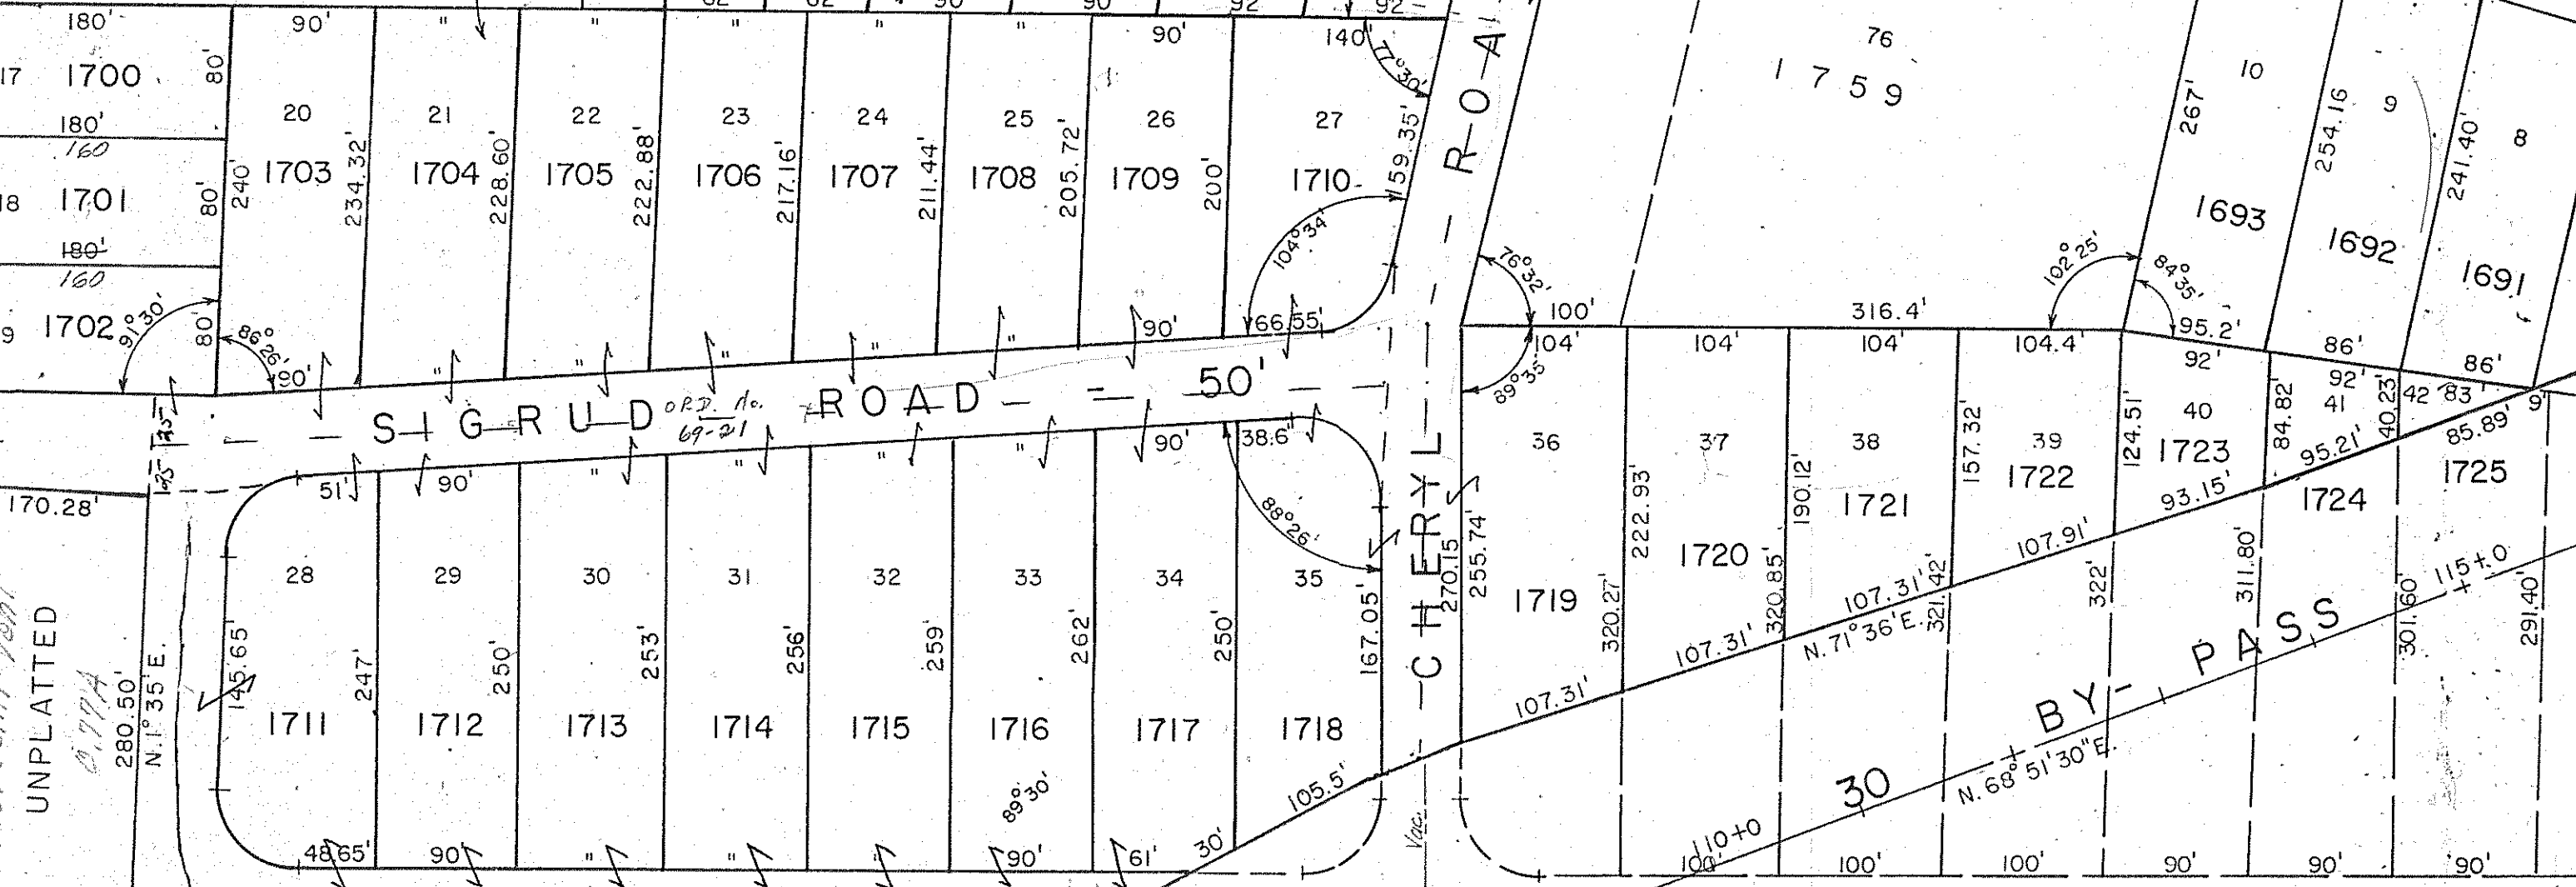 180' 90' " " " " 90' 140' 77°30'
17 1700 80'
180'
160
18 1701 80'
180'
160
9 1702 91°30' 80' 86°26'
240' 20 1703 234.32'
21 1704 228.60'
22 1705 222.88'
23 1706 217.16'
24 1707 211.44'
25 1708 205.72'
26 1709 200'
27 1710 159.35'
104°34'
90' " " " " " 90' 66.55'
SIGRUD ORD. No. 69-21 ROAD - = 50'
25' 25'
170.28'
UNPLATTED
280.50'
N.1°35'E.
51' 90' " " " " 90' 38.6'
88°26'
145.65' 28 1711 247'
29 1712 250'
30 1713 253'
31 1714 256'
32 1715 259'
33 1716 262'
89°30'
34 1717 250'
35 1718 167.05'
48.65' 90' " " " " 90' 61' 30' 105.5'
CHERYL - ROA
270.15
Vac.
76°32'
89°35'
76
1759
100' 316.4' 102°25' 84°35'
267' 10 1693 95.2'
254.16 9 1692 86'
241.40' 8 1691 86'
104' 104' 104' 104.4' 92' 92' 83' 9'
255.74' 36 1719 222.93'
37 1720 190.12'
38 1721 157.32'
39 1722 124.51'
40 1723 84.82'
41 1724 40.23'
42 1725
107.31' 107.31' 107.31' 107.91' 93.15' 95.21' 85.89'
N.71°36'E.
320.27' 320.85' 321.42' 322' 311.80' 301.60' 291.40'
110+0 30 BY-PASS 115+0
N.68°51'30"E.
100' 100' 100' 90' 90' 90'